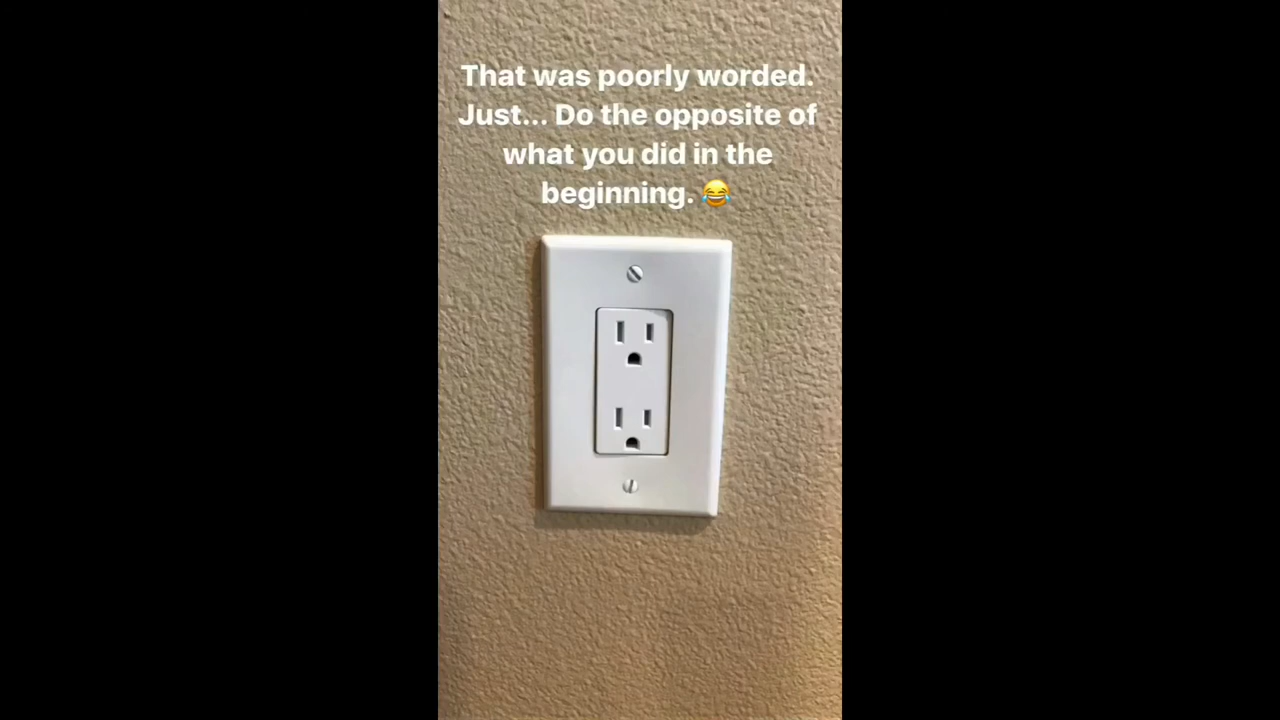 That was poorly worded.
Just... Do the opposite of
what you did in the
beginning. 😂